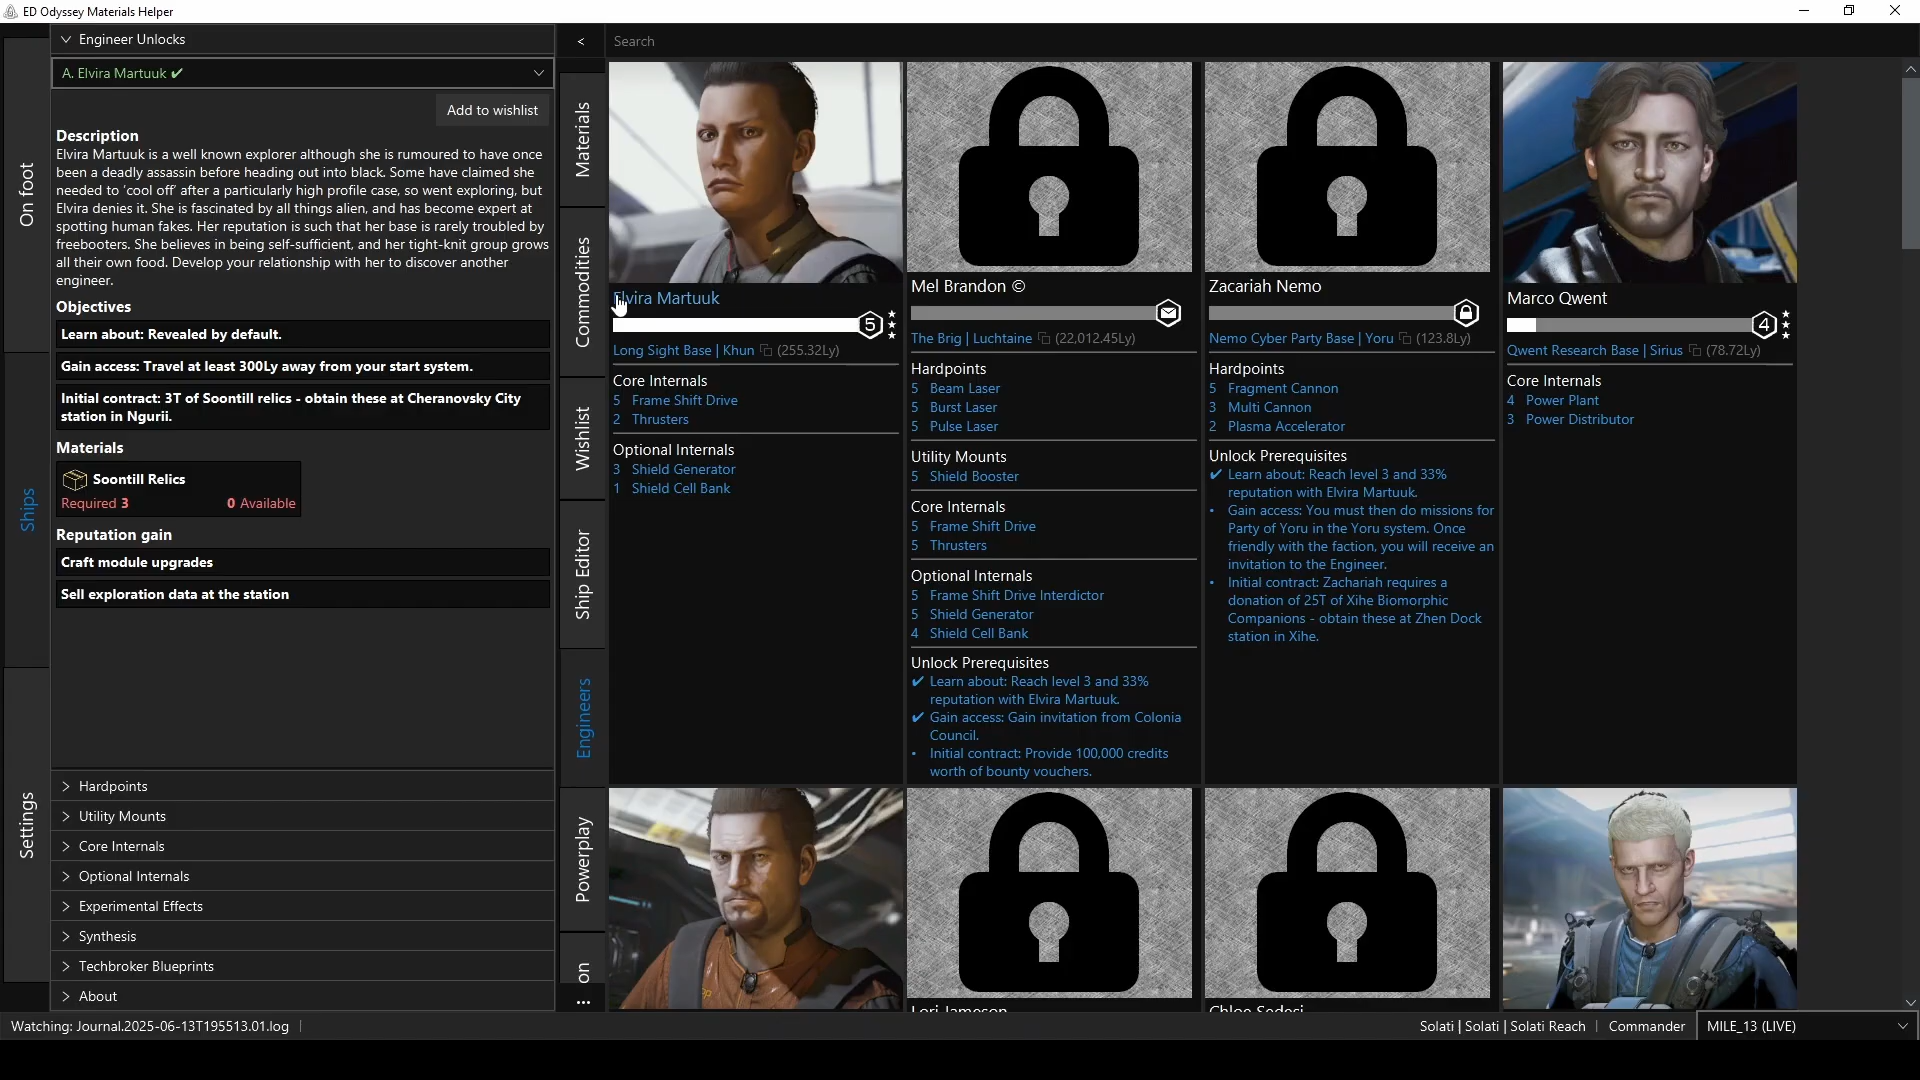 ED Odyssey Materials Helper
Engineer Unlocks
A. Elvira Martuuk ✔
Add to wishlist
Description
Elvira Martuuk is a well known explorer although she is rumoured to have once
been a deadly assassin before heading out into black. Some have claimed she
needed to 'cool off' after a particularly high profile case, so went exploring, but
Elvira denies it. She is fascinated by all things alien, and has become expert at
spotting human fakes. Her reputation is such that her base is rarely troubled by
freebooters. She believes in being self-sufficient, and her tight-knit group grows
all their own food. Develop your relationship with her to discover another
engineer.
Objectives
Learn about: Revealed by default.
Gain access: Travel at least 300Ly away from your start system.
Initial contract: 3T of Soontill relics - obtain these at Cheranovsky City
station in Ngurii.
Materials
Soontill Relics
Required 3 0 Available
Reputation gain
Craft module upgrades
Sell exploration data at the station
Hardpoints
Utility Mounts
Core Internals
Optional Internals
Experimental Effects
Synthesis
Techbroker Blueprints
About
On foot
Ships
Settings
<
Search
Materials
Commodities
Wishlist
Ship Editor
Engineers
Powerplay
on
...
Elvira Martuuk
5
Long Sight Base | Khun (255.32Ly)
Core Internals
5 Frame Shift Drive
2 Thrusters
Optional Internals
3 Shield Generator
1 Shield Cell Bank
Mel Brandon ©
The Brig | Luchtaine (22,012.45Ly)
Hardpoints
5 Beam Laser
5 Burst Laser
5 Pulse Laser
Utility Mounts
5 Shield Booster
Core Internals
5 Frame Shift Drive
5 Thrusters
Optional Internals
5 Frame Shift Drive Interdictor
5 Shield Generator
4 Shield Cell Bank
Unlock Prerequisites
✔ Learn about: Reach level 3 and 33%
reputation with Elvira Martuuk.
✔ Gain access: Gain invitation from Colonia
Council.
• Initial contract: Provide 100,000 credits
worth of bounty vouchers.
Zacariah Nemo
Nemo Cyber Party Base | Yoru (123.8Ly)
Hardpoints
5 Fragment Cannon
3 Multi Cannon
2 Plasma Accelerator
Unlock Prerequisites
✔ Learn about: Reach level 3 and 33%
reputation with Elvira Martuuk.
• Gain access: You must then do missions for
Party of Yoru in the Yoru system. Once
friendly with the faction, you will receive an
invitation to the Engineer.
• Initial contract: Zachariah requires a
donation of 25T of Xihe Biomorphic
Companions - obtain these at Zhen Dock
station in Xihe.
Marco Qwent
4
Qwent Research Base | Sirius (78.72Ly)
Core Internals
4 Power Plant
3 Power Distributor
Lori Jameson
Chloe Sedesi
Watching: Journal.2025-06-13T195513.01.log
Solati | Solati | Solati Reach
Commander
MILE_13 (LIVE)